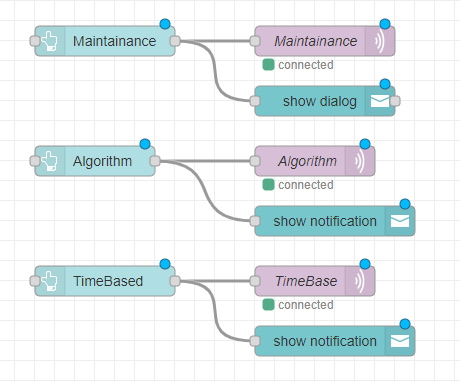 Maintainance
Maintainance
connected
show dialog
Algorithm
Algorithm
connected
show notification
TimeBased
TimeBase
connected
show notification